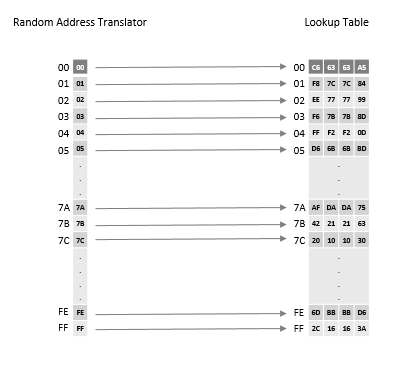 Random Address Translator Lookup Table
00 00 00 C6 63 63 A5
01 01 01 F8 7C 7C 84
02 02 02 EE 77 77 99
03 03 03 F6 7B 7B 8D
04 04 04 FF F2 F2 0D
05 05 05 D6 6B 6B BD
. .
. .
. .
7A 7A 7A AF DA DA 75
7B 7B 7B 42 21 21 63
7C 7C 7C 20 10 10 30
. .
. .
. .
. .
FE FE FE 6D BB BB D6
FF FF FF 2C 16 16 3A